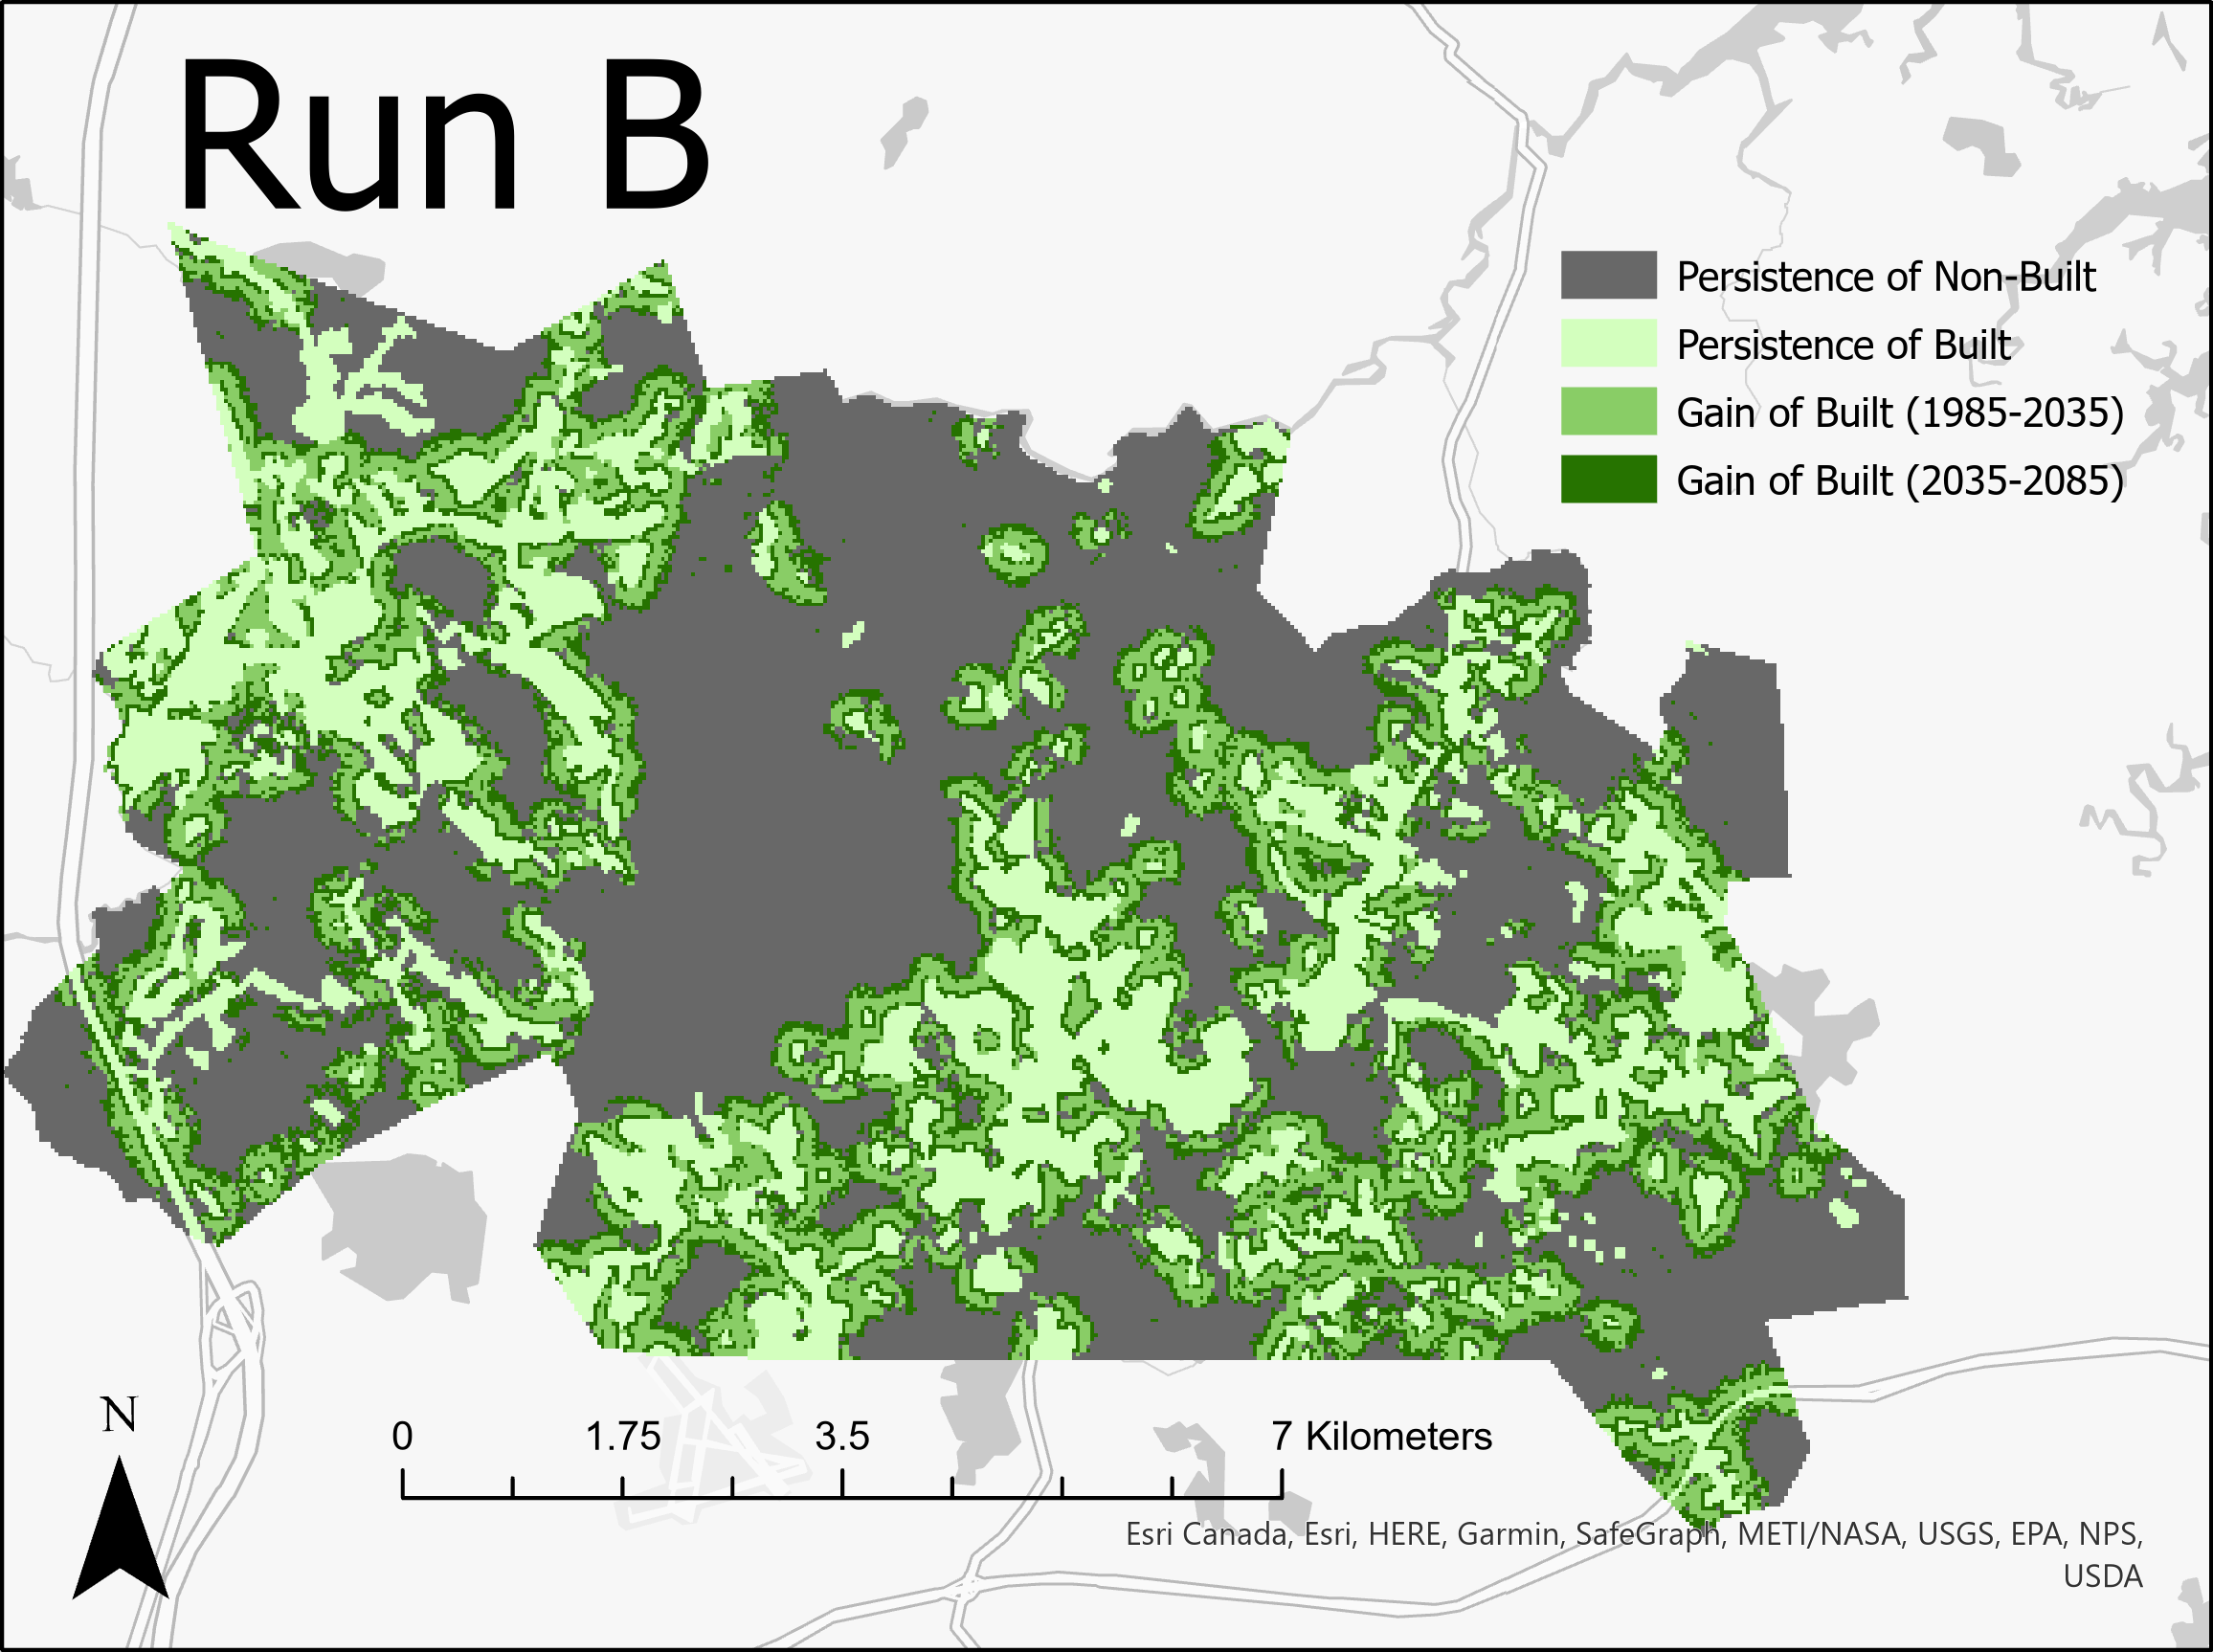 Run B
Persistence of Non-Built
Persistence of Built
Gain of Built (1985-2035)
Gain of Built (2035-2085)
N
0 1.75 3.5 7 Kilometers
Esri Canada, Esri, HERE, Garmin, SafeGraph, METI/NASA, USGS, EPA, NPS,
USDA